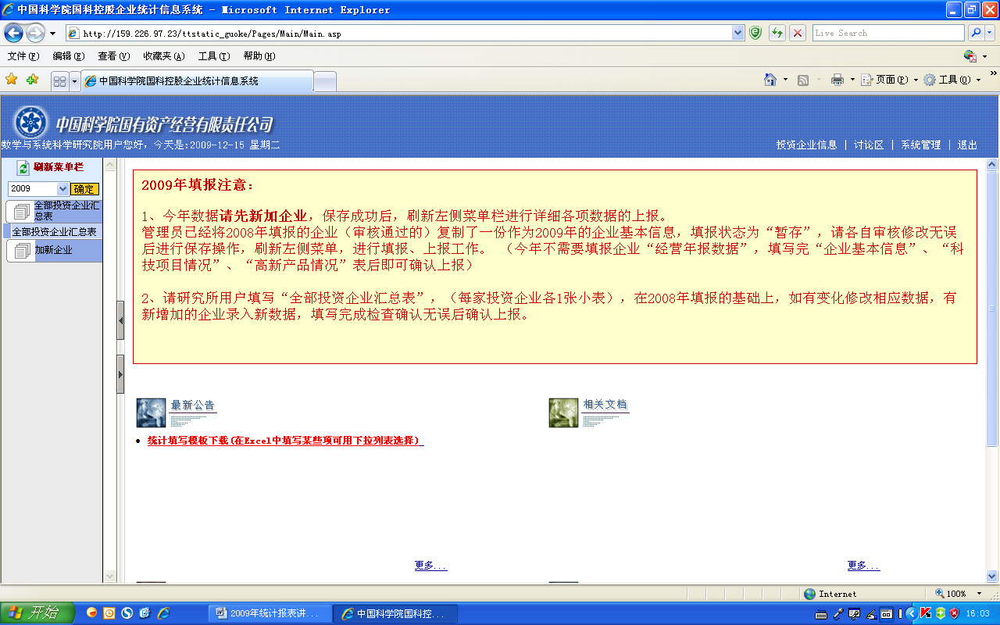 中国科学院国科控股企业统计信息系统 - Microsoft Internet Explorer
http://159.226.97.23/ttstatic_guoke/Pages/Main/Main.asp
Live Search
文件(F) 编辑(E) 查看(V) 收藏夹(A) 工具(T) 帮助(H)
中国科学院国科控股企业统计信息系统
页面(P) 工具(O)
中国科学院国有资产经营有限责任公司
数学与系统科学研究院用户您好，今天是:2009-12-15 星期二
投资企业信息 | 讨论区 | 系统管理 | 退出
刷新菜单栏
2009 确定
全部投资企业汇
总表
全部投资企业汇总表
加新企业
2009年填报注意：
1、今年数据请先新加企业，保存成功后，刷新左侧菜单栏进行详细各项数据的上报。
管理员已经将2008年填报的企业（审核通过的）复制了一份作为2009年的企业基本信息，填报状态为“暂存”，请各自审核修改无误
后进行保存操作，刷新左侧菜单，进行填报、上报工作。 （今年不需要填报企业“经营年报数据”，填写完“企业基本信息”、“科
技项目情况”、“高新产品情况”表后即可确认上报）
2、请研究所用户填写“全部投资企业汇总表”，（每家投资企业各1张小表），在2008年填报的基础上，如有变化修改相应数据，有
新增加的企业录入新数据，填写完成检查确认无误后确认上报。
最新公告
相关文档
统计填写模板下载(在Excel中填写某些项可用下拉列表选择)
更多...
更多...
Internet
100%
开始
2009年统计报表讲...
中国科学院国科控...
16:03